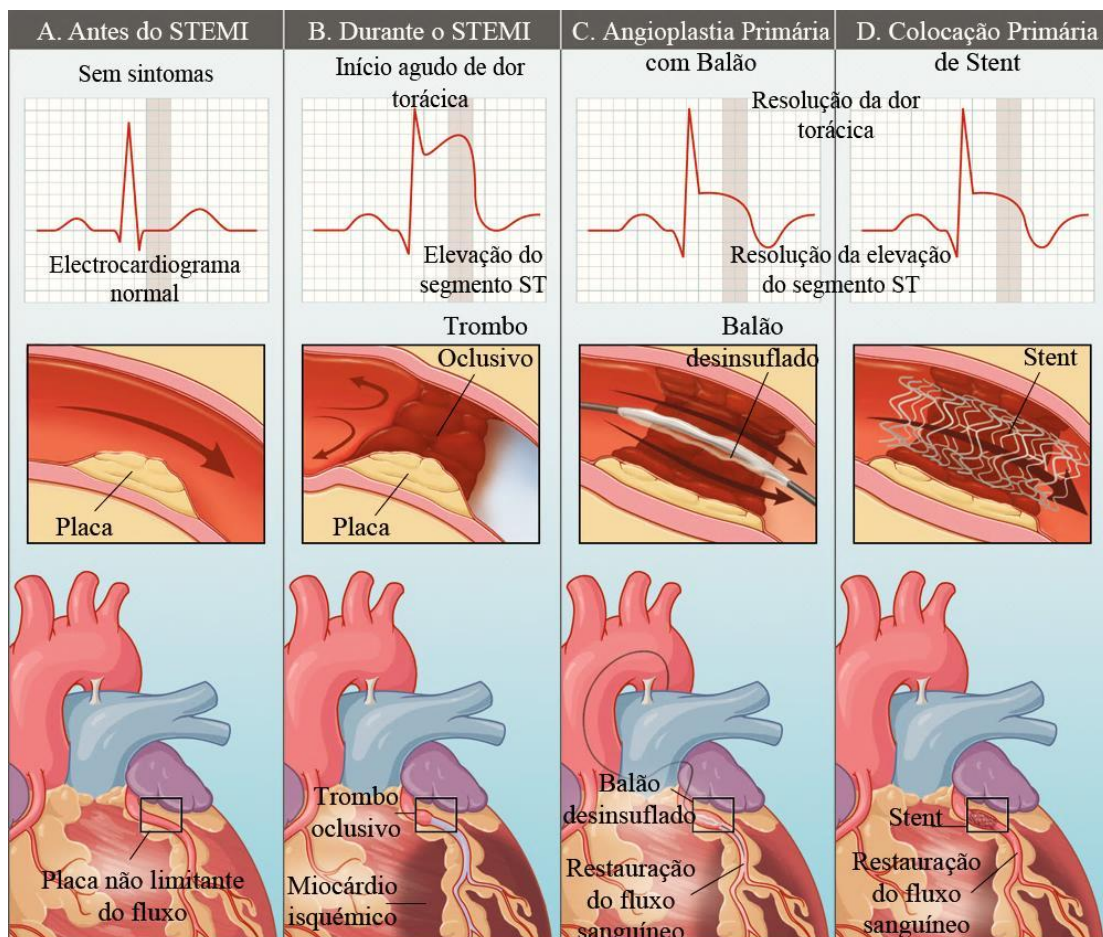 A. Antes do STEMI
B. Durante o STEMI
C. Angioplastia Primária
com Balão
D. Colocação Primária
de Stent
Sem sintomas
Início agudo de dor
torácica
Resolução da dor
torácica
Electrocardiograma
normal
Elevação do
segmento ST
Resolução da elevação
do segmento ST
Placa
Trombo
Oclusivo
Placa
Balão
desinsuflado
Stent
Placa não limitante
do fluxo
Trombo
oclusivo
Miocárdio
isquémico
Balão
desinsuflado
Restauração
do fluxo
sanguíneo
Stent
Restauração
do fluxo
sanguíneo